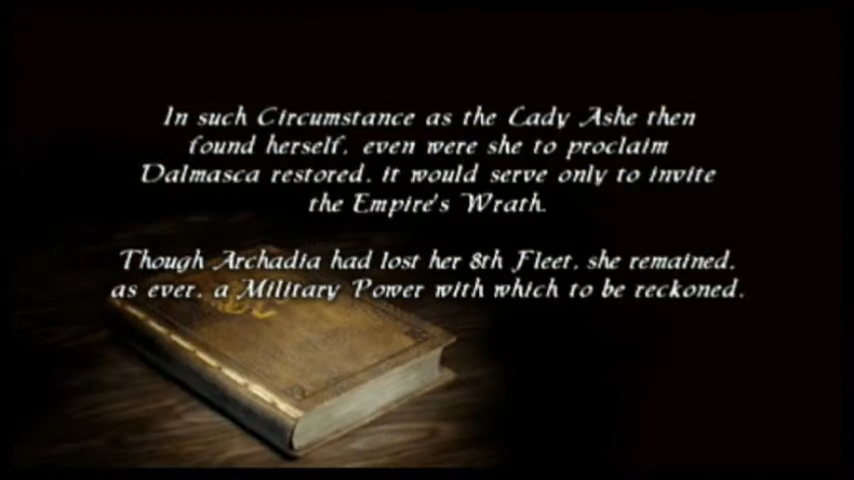 In such Circumstance as the Lady Ashe then
found herself, even were she to proclaim
Dalmasca restored, it would serve only to invite
the Empire's Wrath.
Though Archadia had lost her 8th Fleet, she remained,
as ever, a Military Power with which to be reckoned.